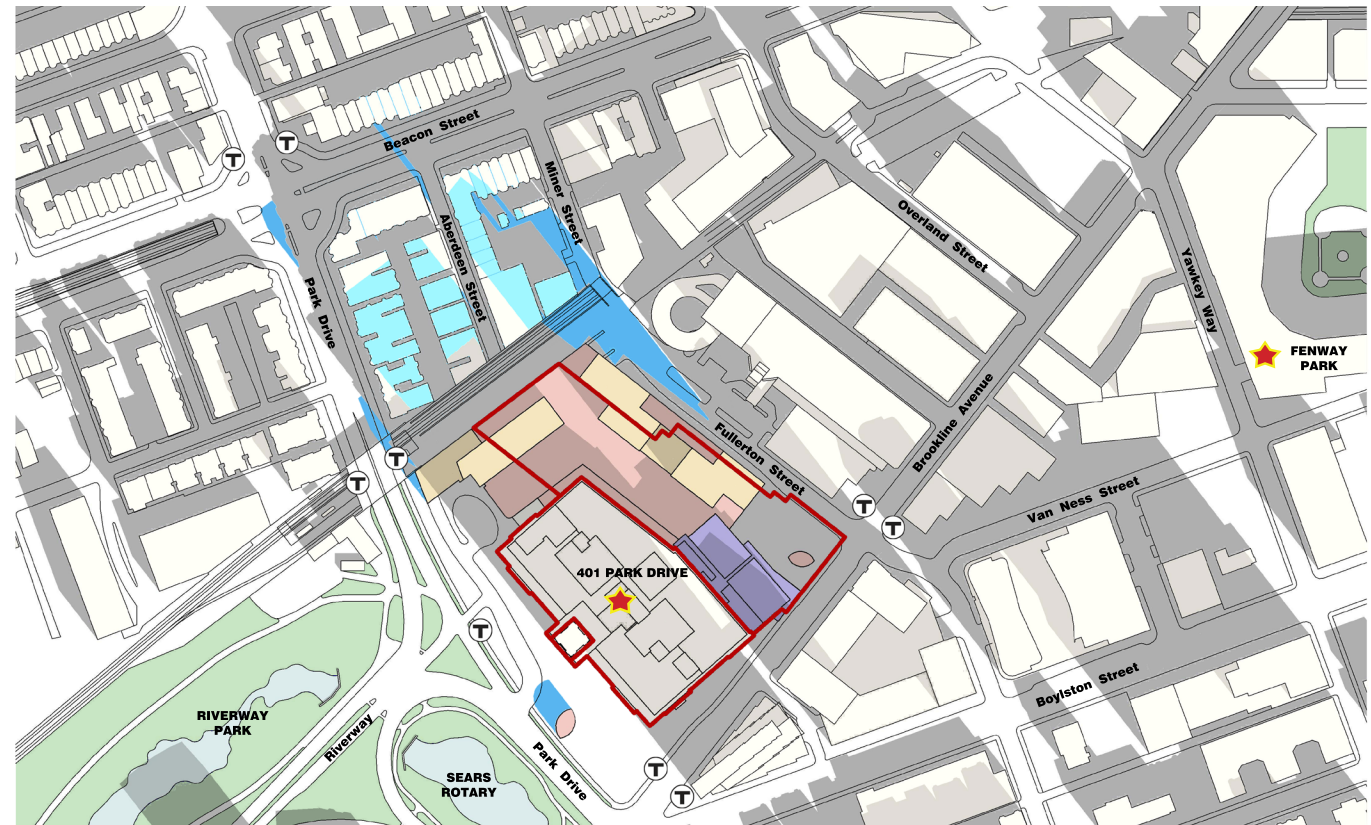 Beacon Street
T
T
Miner Street
Aberdeen Street
Overland Street
Park Drive
Yawkey Way
FENWAY
PARK
Brookline Avenue
Fullerton Street
T
T
Van Ness Street
T
T
401 PARK DRIVE
T
Boylston Street
RIVERWAY
PARK
Riverway
SEARS
ROTARY
Park Drive
T
T